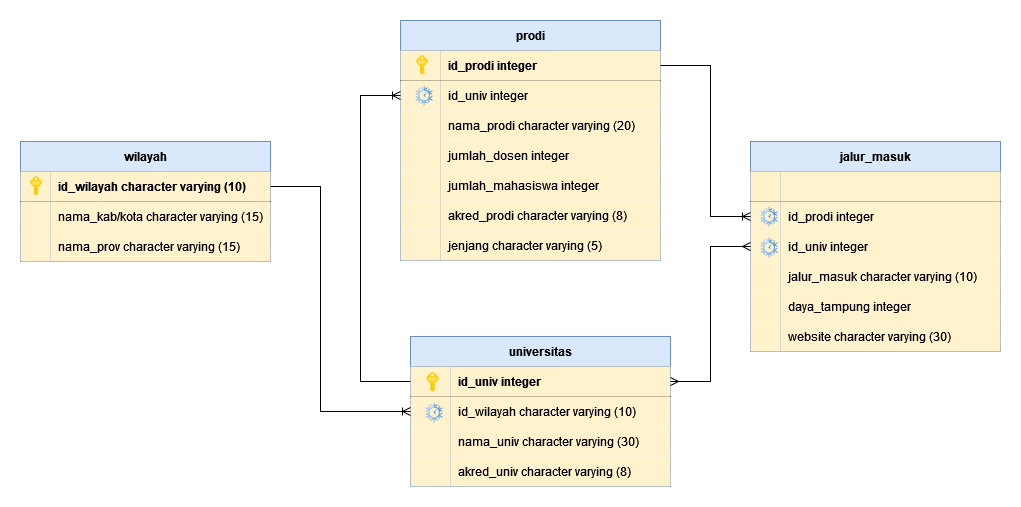 prodi
id_prodi integer
id_univ integer
nama_prodi character varying (20)
jumlah_dosen integer
jumlah_mahasiswa integer
akred_prodi character varying (8)
jenjang character varying (5)
wilayah
id_wilayah character varying (10)
nama_kab/kota character varying (15)
nama_prov character varying (15)
jalur_masuk
id_prodi integer
id_univ integer
jalur_masuk character varying (10)
daya_tampung integer
website character varying (30)
universitas
id_univ integer
id_wilayah character varying (10)
nama_univ character varying (30)
akred_univ character varying (8)